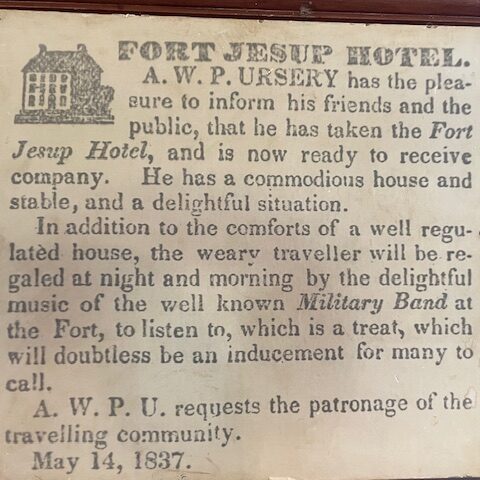 FORT JESUP HOTEL.
A. W. P. URSERY has the plea-
sure to inform his friends and the
public, that he has taken the Fort
Jesup Hotel, and is now ready to receive
company. He has a commodious house and
stable, and a delightful situation.
In addition to the comforts of a well regu-
lated house, the weary traveller will be re-
galed at night and morning by the delightful
music of the well known Military Band at
the Fort, to listen to, which is a treat, which
will doubtless be an inducement for many to
call.
A. W. P. U. requests the patronage of the
travelling community.
May 14, 1837.